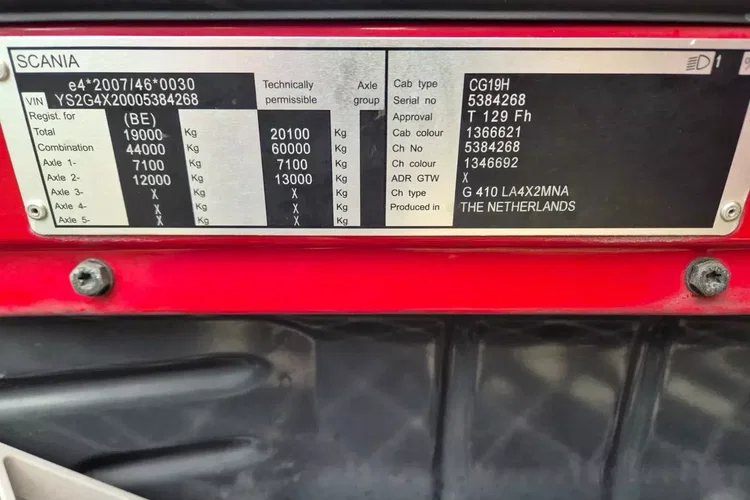 SCANIA
1
e4*2007/46*0030
VIN YS2G4X20005384268
Technically permissible
Axle group
Regist. for (BE)
Total 19000 Kg 20100 Kg
Combination 44000 Kg 60000 Kg
Axle 1- 7100 Kg 7100 Kg
Axle 2- 12000 Kg 13000 Kg
Axle 3- X Kg X Kg
Axle 4- X Kg X Kg
Axle 5- X Kg X Kg
Cab type CG19H
Serial no 5384268
Approval T 129 Fh
Cab colour 1366621
Ch No 5384268
Ch colour 1346692
ADR GTW X
Ch type G 410 LA4X2MNA
Produced in THE NETHERLANDS